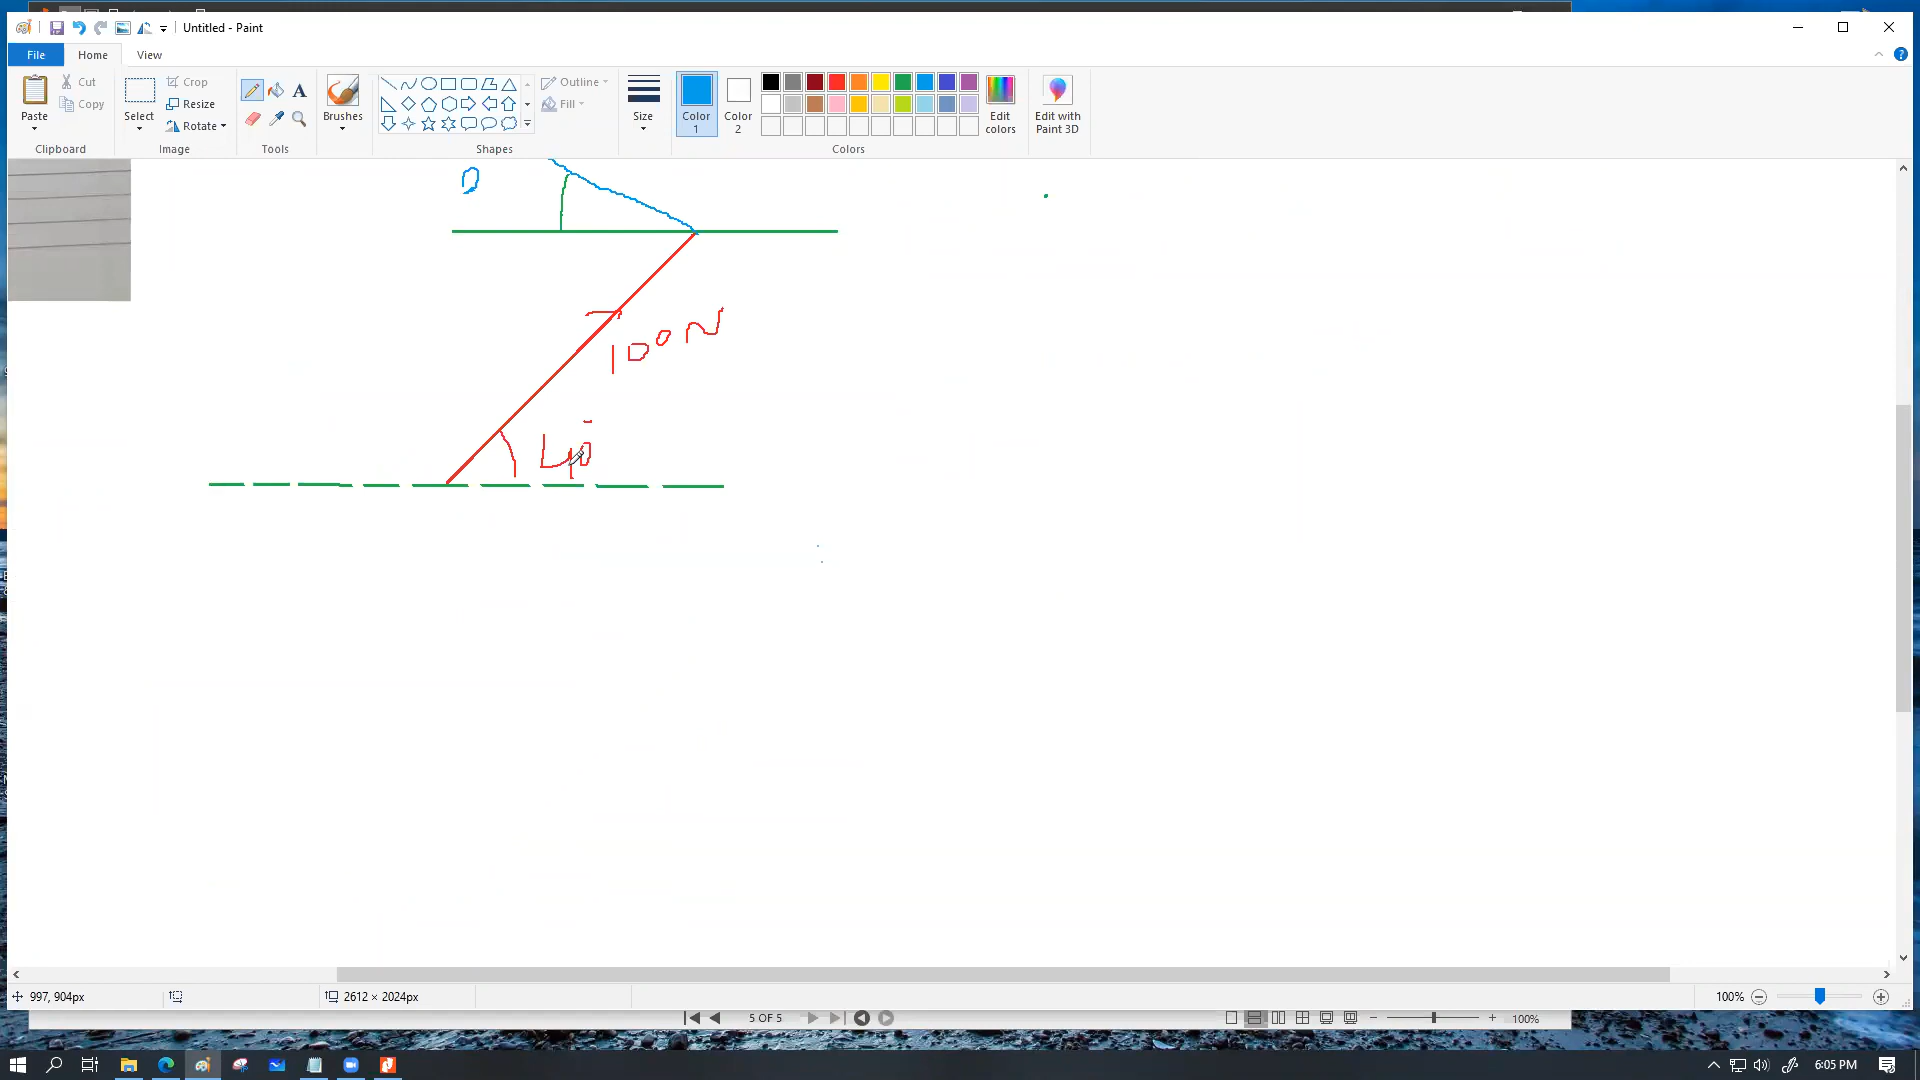 Untitled - Paint
File Home View
Paste
Cut
Copy
Clipboard
Select
Crop
Resize
Rotate
Image
Tools
Brushes
Shapes
Outline
Fill
Size
Color 1
Color 2
Colors
Edit colors
Edit with Paint 3D
100N
40
997, 904px
2612 × 2024px
100%
5 OF 5
100%
6:05 PM